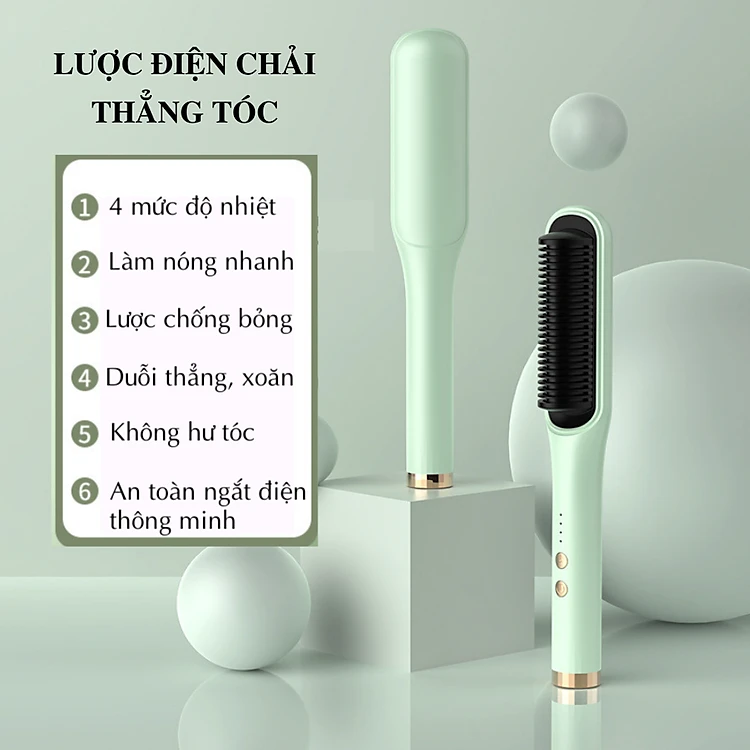 LƯỢC ĐIỆN CHẢI
THẲNG TÓC
1 4 mức độ nhiệt
2 Làm nóng nhanh
3 Lược chống bỏng
4 Duỗi thẳng, xoăn
5 Không hư tóc
6 An toàn ngắt điện
thông minh